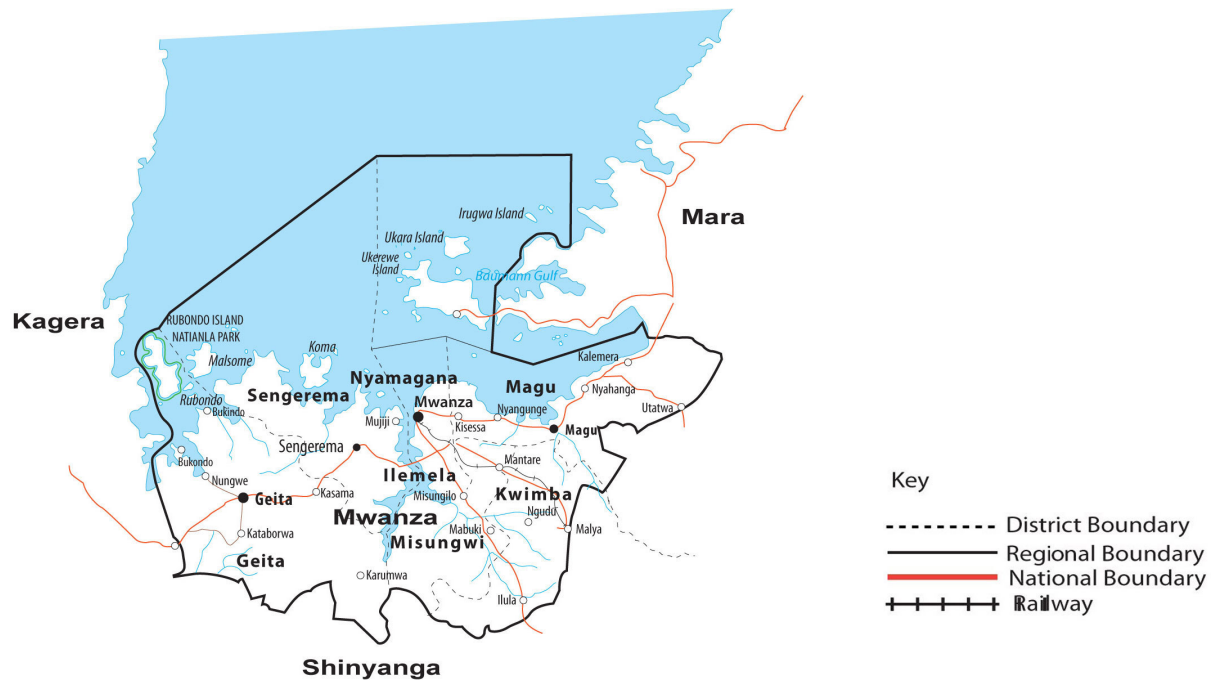 Irugwa Island
Mara
Ukara Island
Ukerewe
Island
Baumann Gulf
Kagera
RUBONDO ISLAND
NATIANLA PARK
Koma
Malsome
Kalemera
Nyamagana
Magu
Sengerema
Nyahanga
Rubondo
Bukindo
Mwanza
Nyangunge
Utatwa
Mujiji
Kisessa
Magu
Sengerema
Bukondo
Mantare
Nungwe
Ilemela
Geita
Kasama
Misungilo
Kwimba
Ngudu
Mwanza
Kataborwa
Mabuki
Malya
Misungwi
Geita
Karumwa
Ilula
Shinyanga
Key
District Boundary
Regional Boundary
National Boundary
Railway